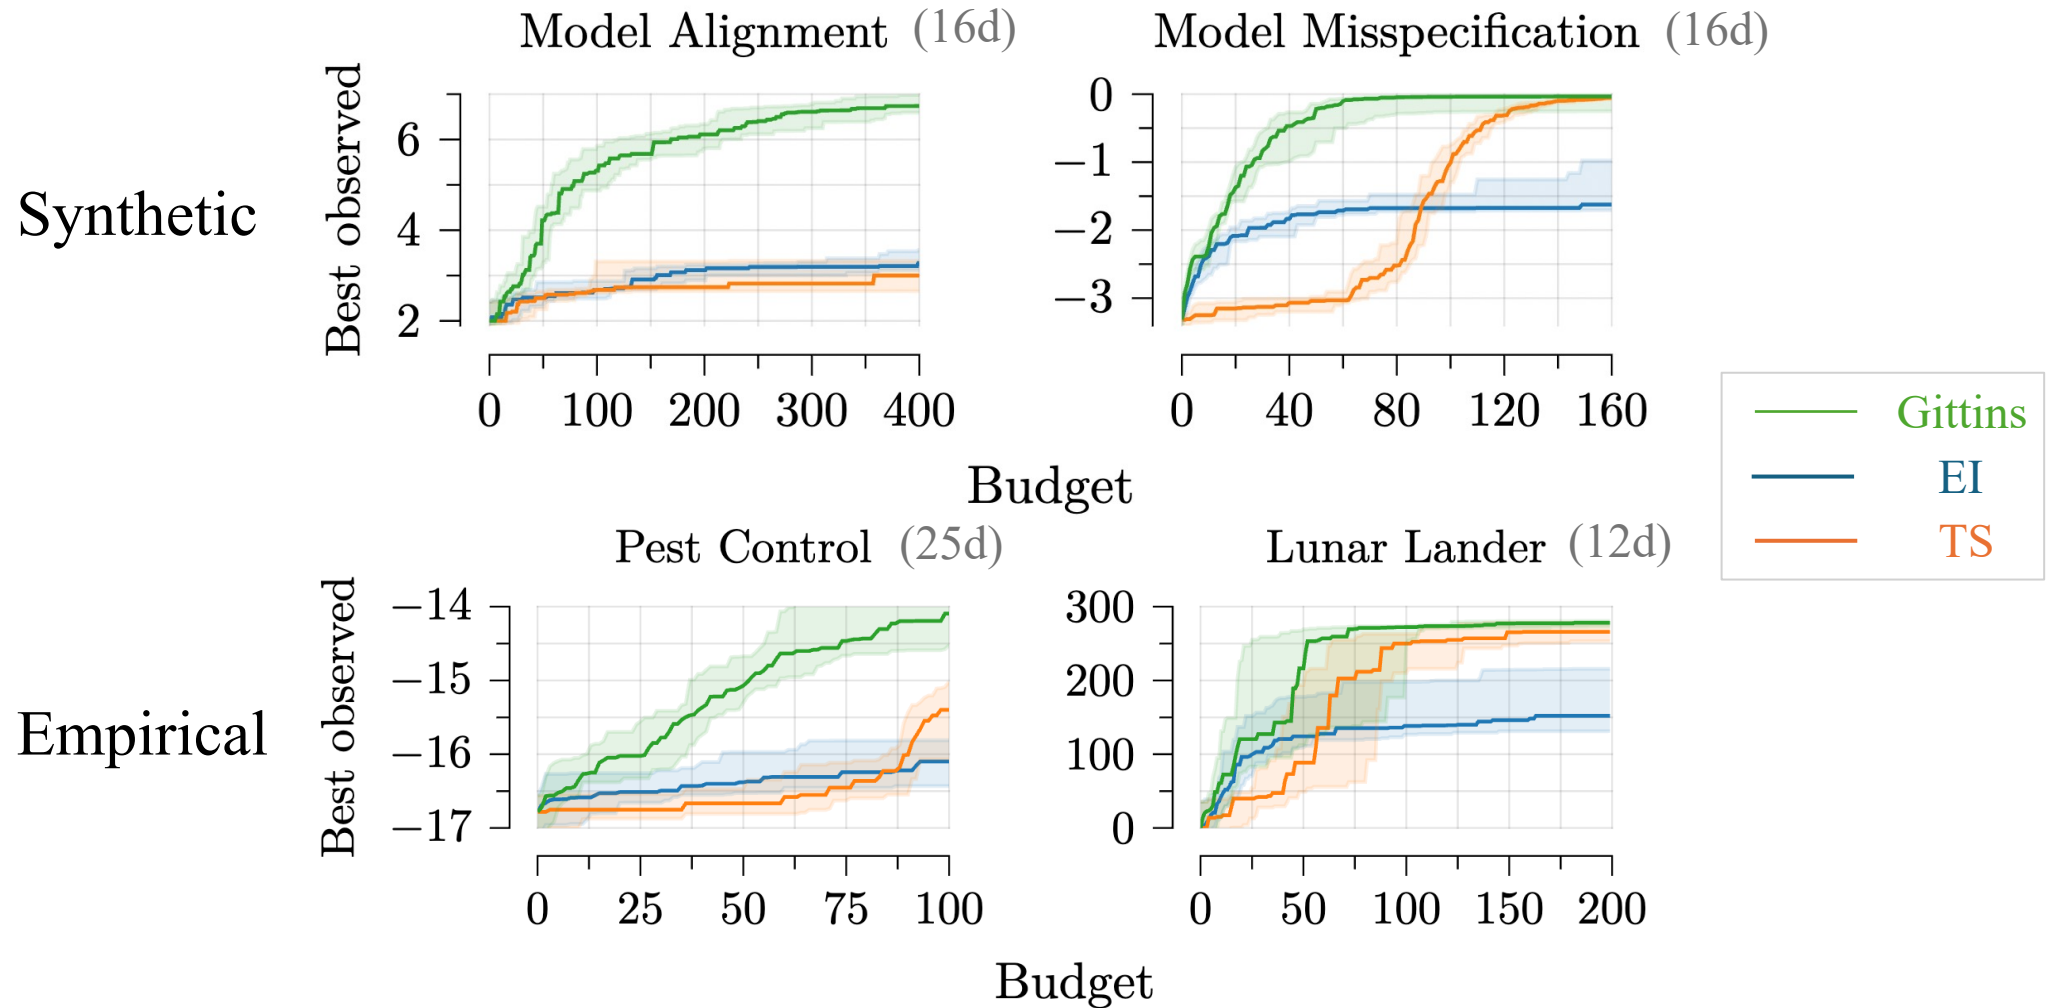 Model Alignment (16d)
Model Misspecification (16d)
Synthetic
Best observed
6
4
2
0 100 200 300 400
0
−1
−2
−3
0 40 80 120 160
Budget
Gittins
EI
TS
Pest Control (25d)
Lunar Lander (12d)
Empirical
Best observed
−14
−15
−16
−17
0 25 50 75 100
300
200
100
0
0 50 100 150 200
Budget